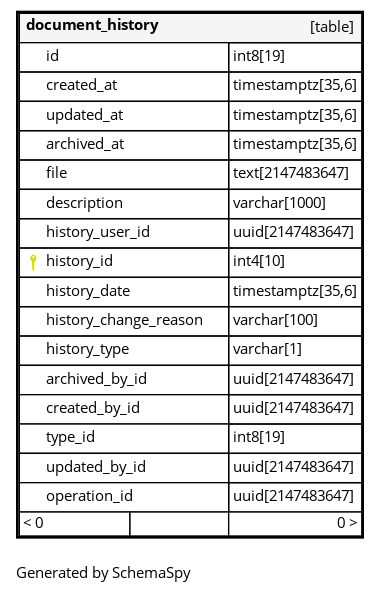 document_history [table]
id int8[19]
created_at timestamptz[35,6]
updated_at timestamptz[35,6]
archived_at timestamptz[35,6]
file text[2147483647]
description varchar[1000]
history_user_id uuid[2147483647]
history_id int4[10]
history_date timestamptz[35,6]
history_change_reason varchar[100]
history_type varchar[1]
archived_by_id uuid[2147483647]
created_by_id uuid[2147483647]
type_id int8[19]
updated_by_id uuid[2147483647]
operation_id uuid[2147483647]
< 0 0 >
Generated by SchemaSpy